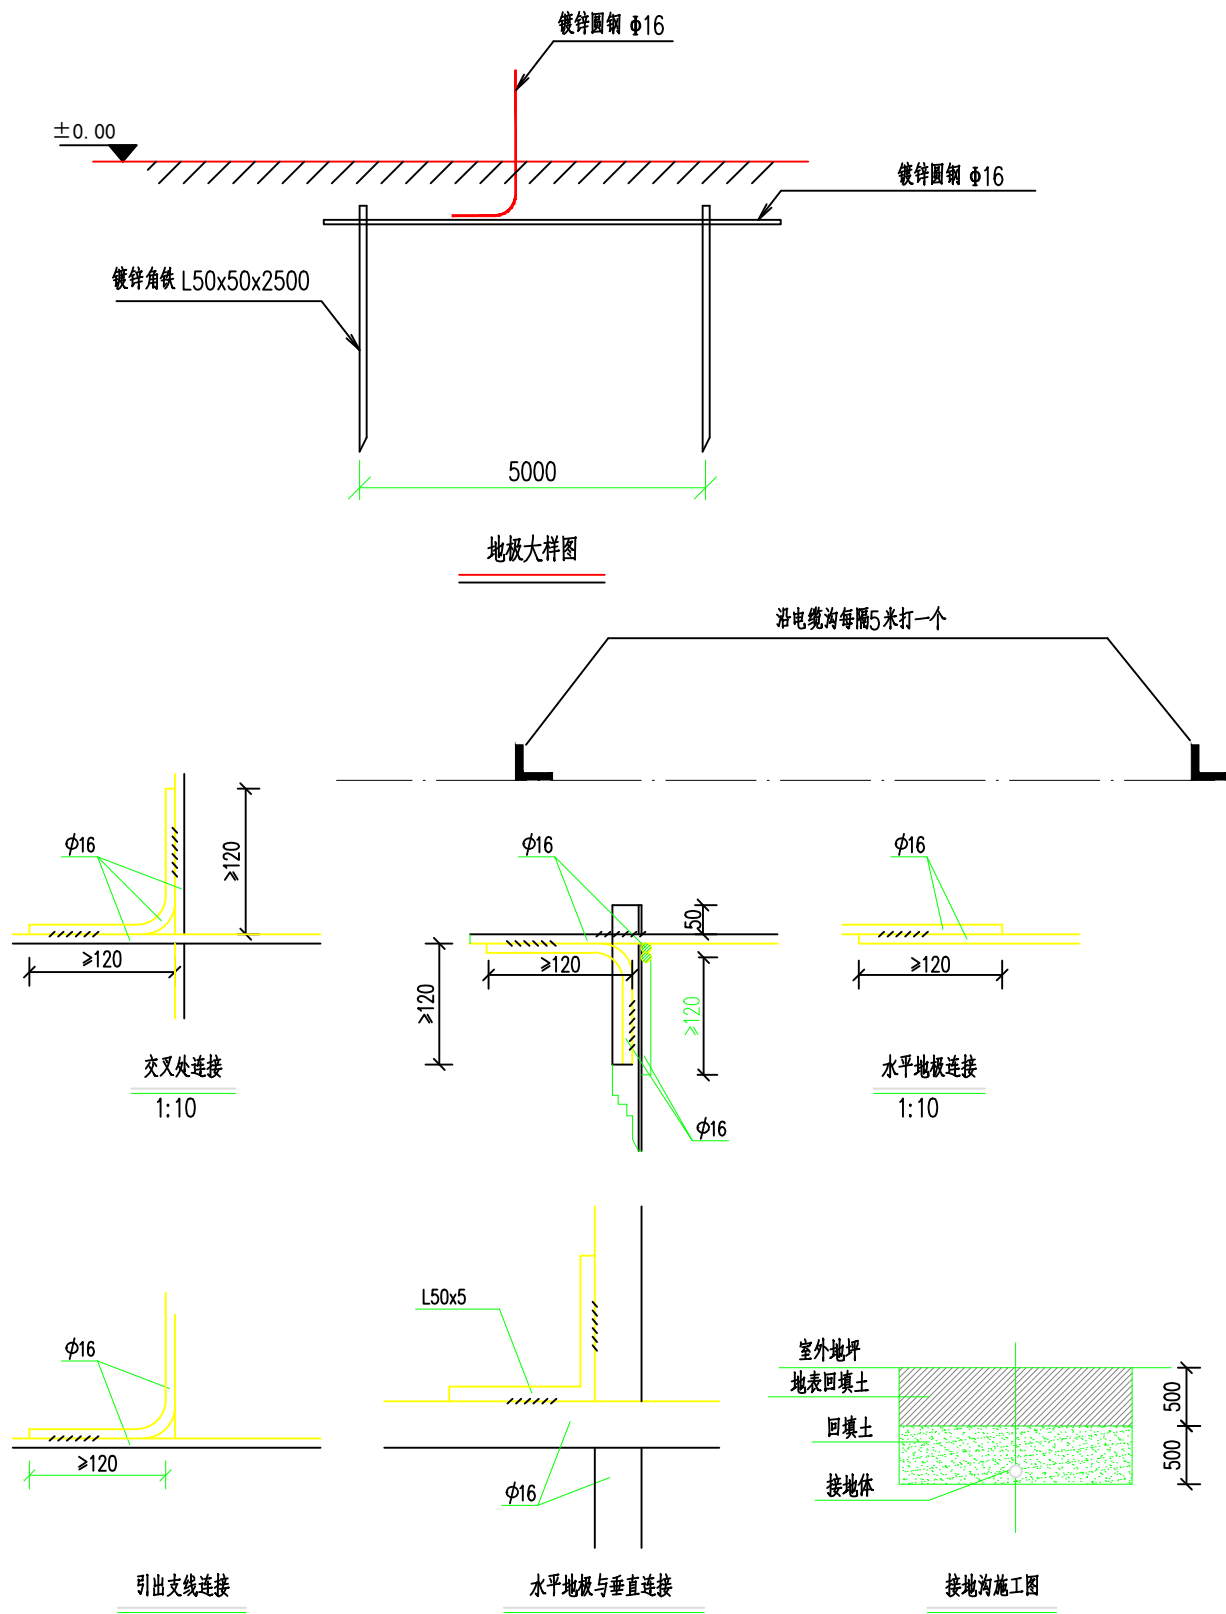 镀锌圆钢 Φ16
±0.00
镀锌圆钢 Φ16
镀锌角铁 L50x50x2500
5000
地极大样图
沿电缆沟每隔5米打一个
ϕ16
≥120
≥120
交叉处连接
1:10
ϕ16
50
≥120
≥120
≥120
ϕ16
ϕ16
≥120
水平地极连接
1:10
ϕ16
≥120
引出支线连接
L50x5
ϕ16
水平地极与垂直连接
室外地坪
地表回填土
回填土
接地体
500
500
接地沟施工图